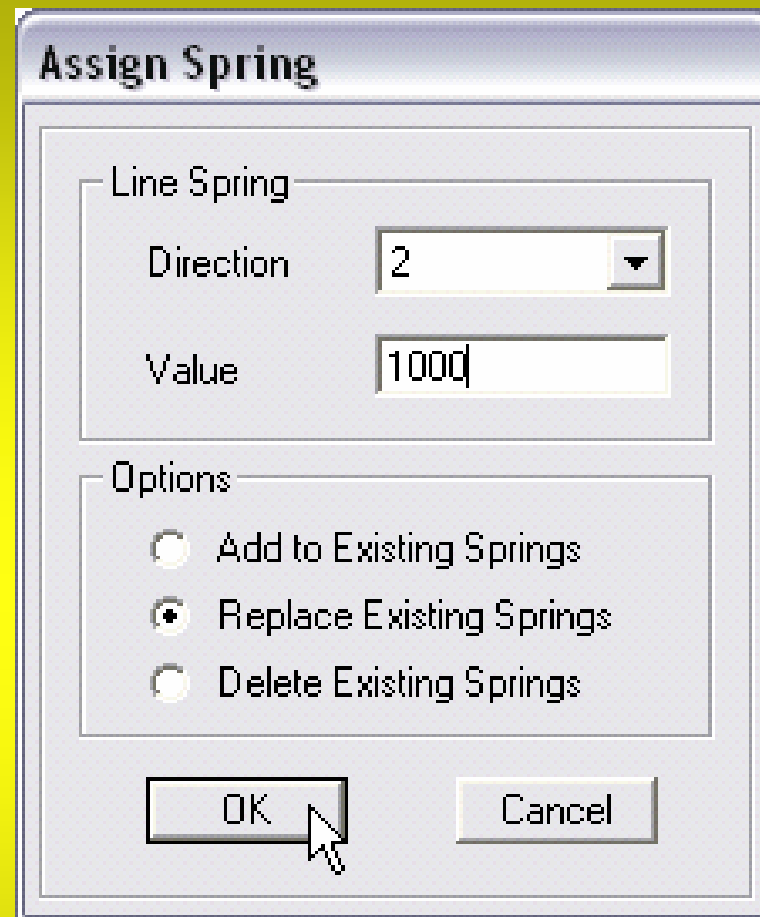 Assign Spring
Line Spring
Direction 2
Value 1000
Options
Add to Existing Springs
Replace Existing Springs
Delete Existing Springs
OK Cancel